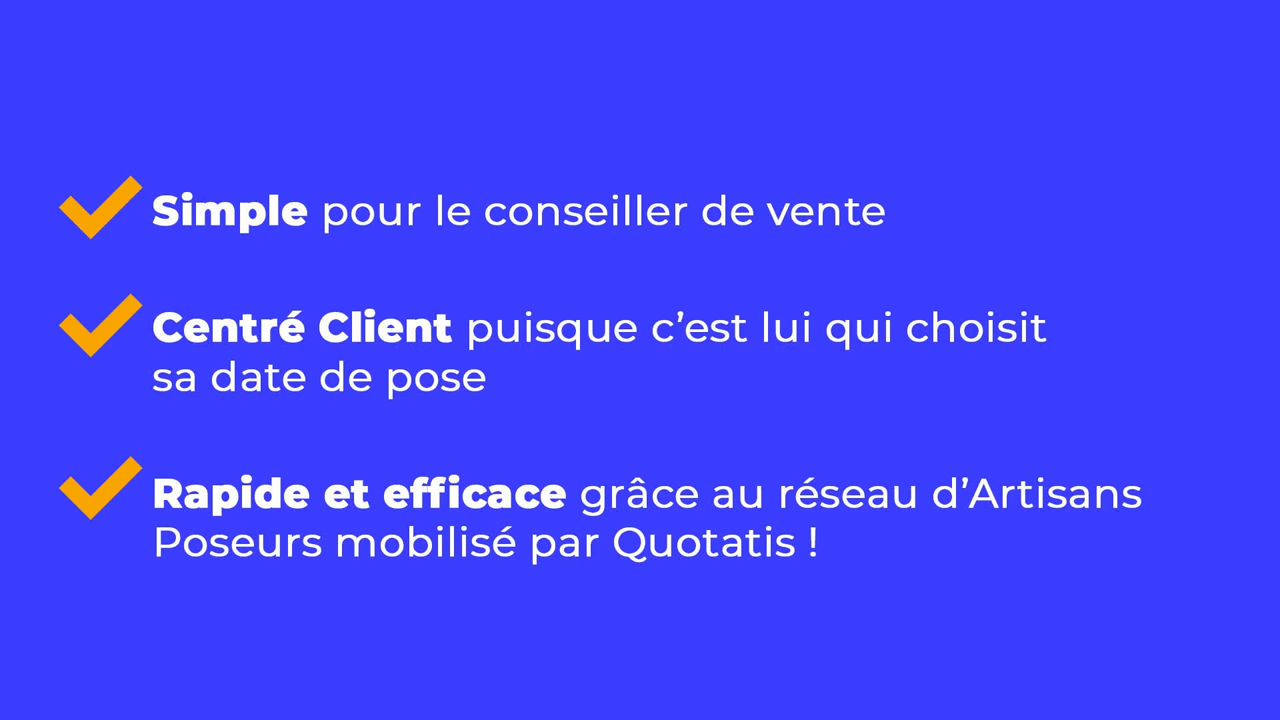 Simple pour le conseiller de vente
Centré Client puisque c’est lui qui choisit
sa date de pose
Rapide et efficace grâce au réseau d’Artisans
Poseurs mobilisé par Quotatis !